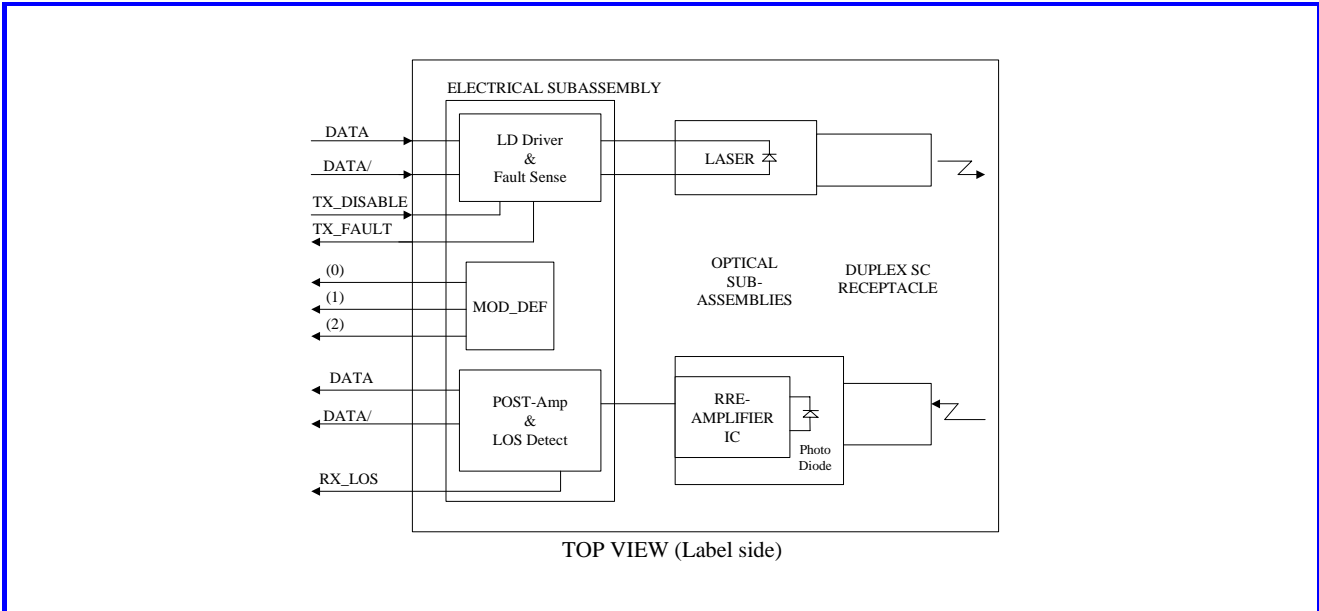 ELECTRICAL SUBASSEMBLY
DATA
DATA/
TX_DISABLE
TX_FAULT
LD Driver
&
Fault Sense
LASER
(0)
(1)
(2)
MOD_DEF
OPTICAL
SUB-
ASSEMBLIES
DUPLEX SC
RECEPTACLE
DATA
DATA/
RX_LOS
POST-Amp
&
LOS Detect
RRE-
AMPLIFIER
IC
Photo
Diode
TOP VIEW (Label side)